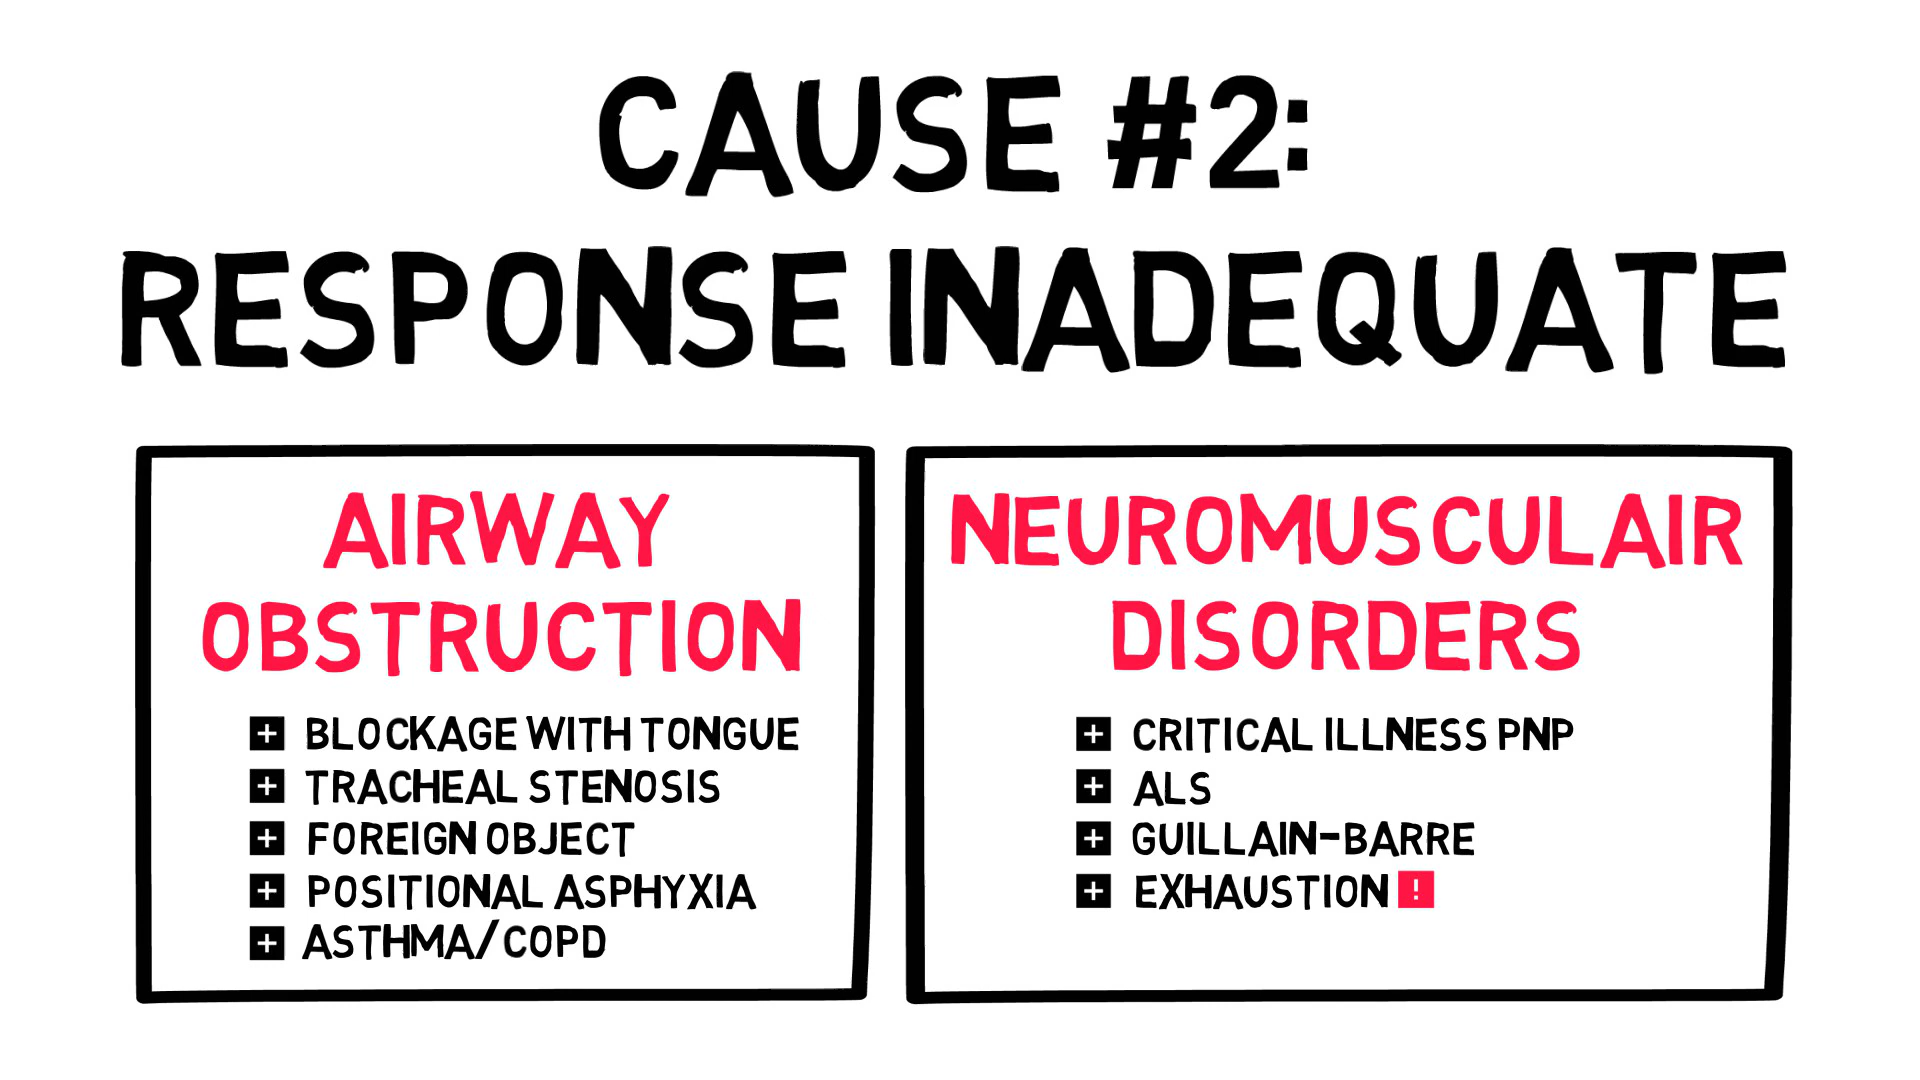 CAUSE #2:
RESPONSE INADEQUATE
AIRWAY
OBSTRUCTION
BLOCKAGE WITH TONGUE
TRACHEAL STENOSIS
FOREIGN OBJECT
POSITIONAL ASPHYXIA
ASTHMA/COPD
NEUROMUSCULAIR
DISORDERS
CRITICAL ILLNESS PNP
ALS
GUILLAIN-BARRE
EXHAUSTION !